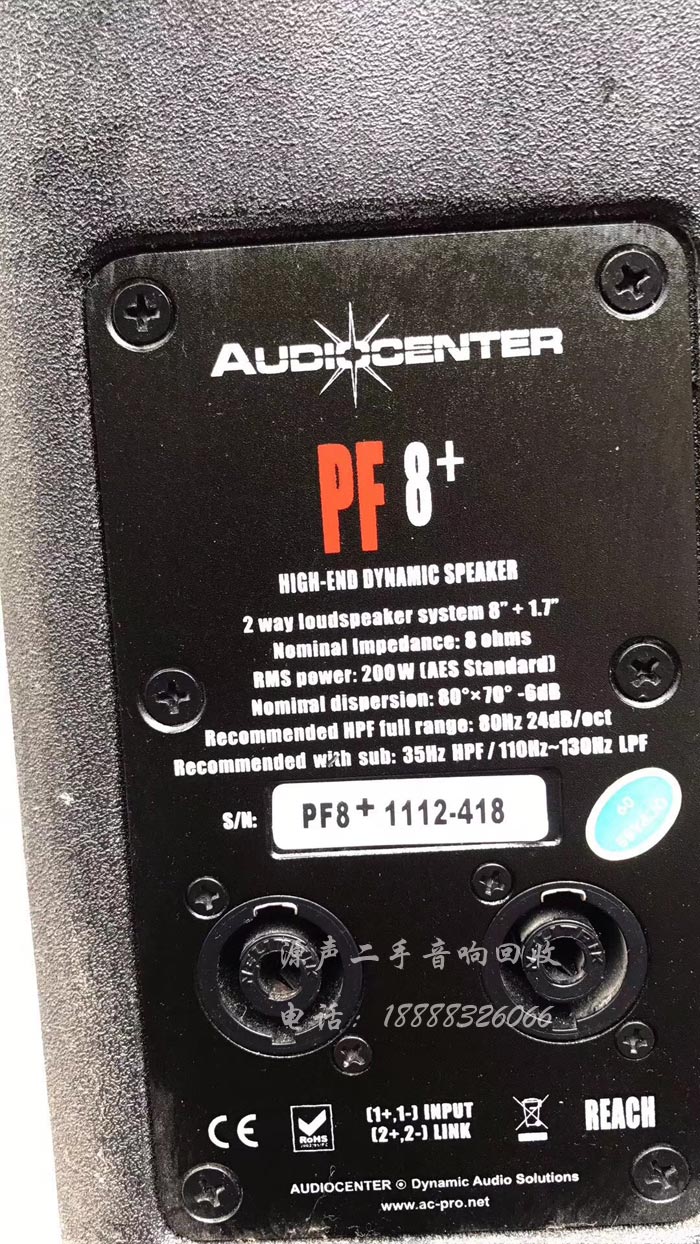 AUDIOCENTER
PF 8+
HIGH-END DYNAMIC SPEAKER
2 way loudspeaker system 8" + 1.7"
Nominal Impedance: 8 ohms
RMS power: 200W (AES Standard)
Nominal dispersion: 80°×70° -6dB
Recommended HPF full range: 80Hz 24dB/oct
Recommended with sub: 35Hz HPF / 110Hz~130Hz LPF
S/N: PF8+ 1112-418
QC PASS
09
源声二手音响回收
电话: 18888326066
CE
RoHS
(1+,1-) INPUT
(2+,2-) LINK
REACH
AUDIOCENTER ® Dynamic Audio Solutions
www.ac-pro.net